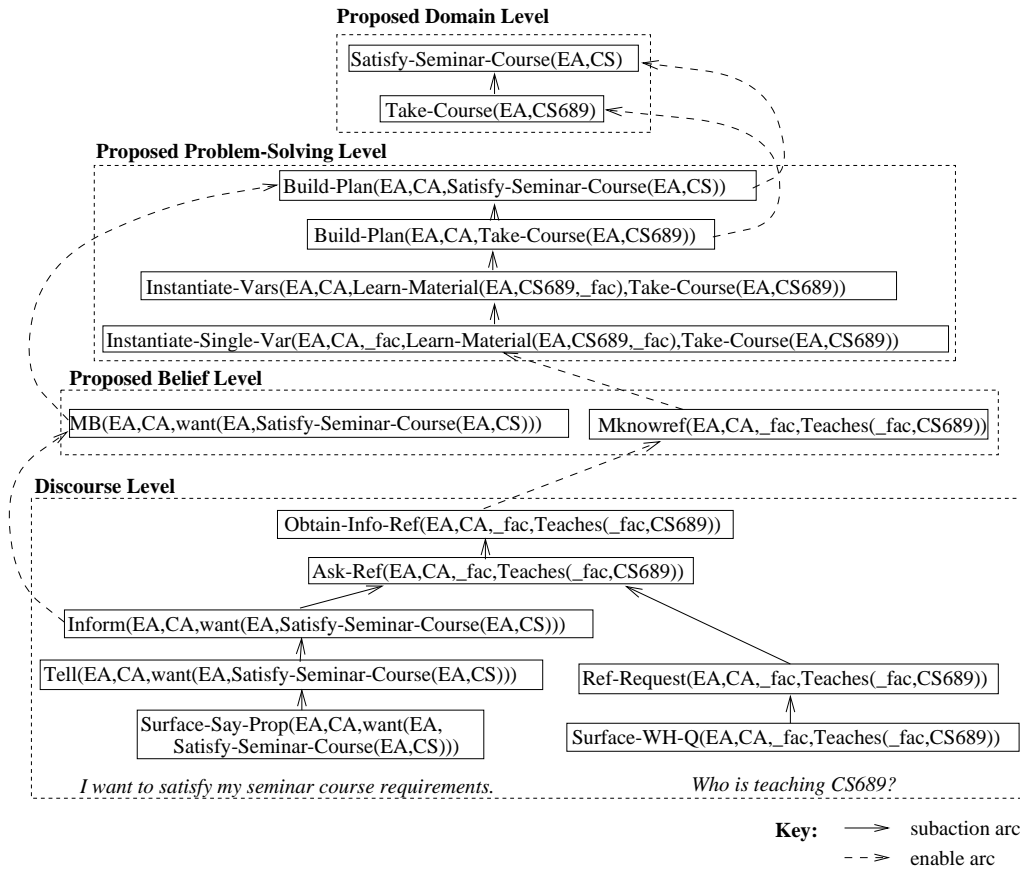 Proposed Domain Level
Satisfy-Seminar-Course(EA,CS)
Take-Course(EA,CS689)
Proposed Problem-Solving Level
Build-Plan(EA,CA,Satisfy-Seminar-Course(EA,CS))
Build-Plan(EA,CA,Take-Course(EA,CS689))
Instantiate-Vars(EA,CA,Learn-Material(EA,CS689,_fac),Take-Course(EA,CS689))
Instantiate-Single-Var(EA,CA,_fac,Learn-Material(EA,CS689,_fac),Take-Course(EA,CS689))
Proposed Belief Level
MB(EA,CA,want(EA,Satisfy-Seminar-Course(EA,CS)))
Mknowref(EA,CA,_fac,Teaches(_fac,CS689))
Discourse Level
Obtain-Info-Ref(EA,CA,_fac,Teaches(_fac,CS689))
Ask-Ref(EA,CA,_fac,Teaches(_fac,CS689))
Inform(EA,CA,want(EA,Satisfy-Seminar-Course(EA,CS)))
Tell(EA,CA,want(EA,Satisfy-Seminar-Course(EA,CS)))
Ref-Request(EA,CA,_fac,Teaches(_fac,CS689))
Surface-Say-Prop(EA,CA,want(EA,
Satisfy-Seminar-Course(EA,CS)))
Surface-WH-Q(EA,CA,_fac,Teaches(_fac,CS689))
I want to satisfy my seminar course requirements.
Who is teaching CS689?
Key:
subaction arc
enable arc